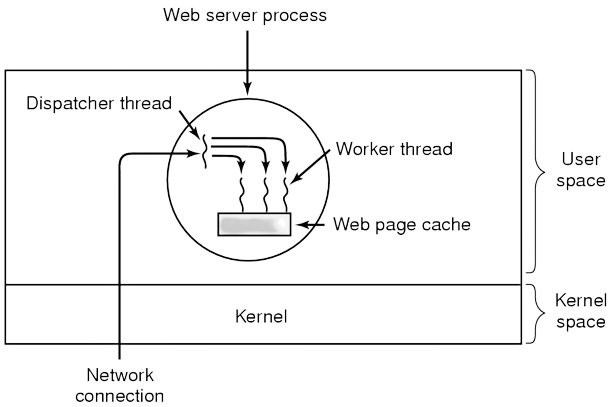 Web server process
Dispatcher thread
Worker thread
User
space
Web page cache
Kernel
Kernel
space
Network
connection